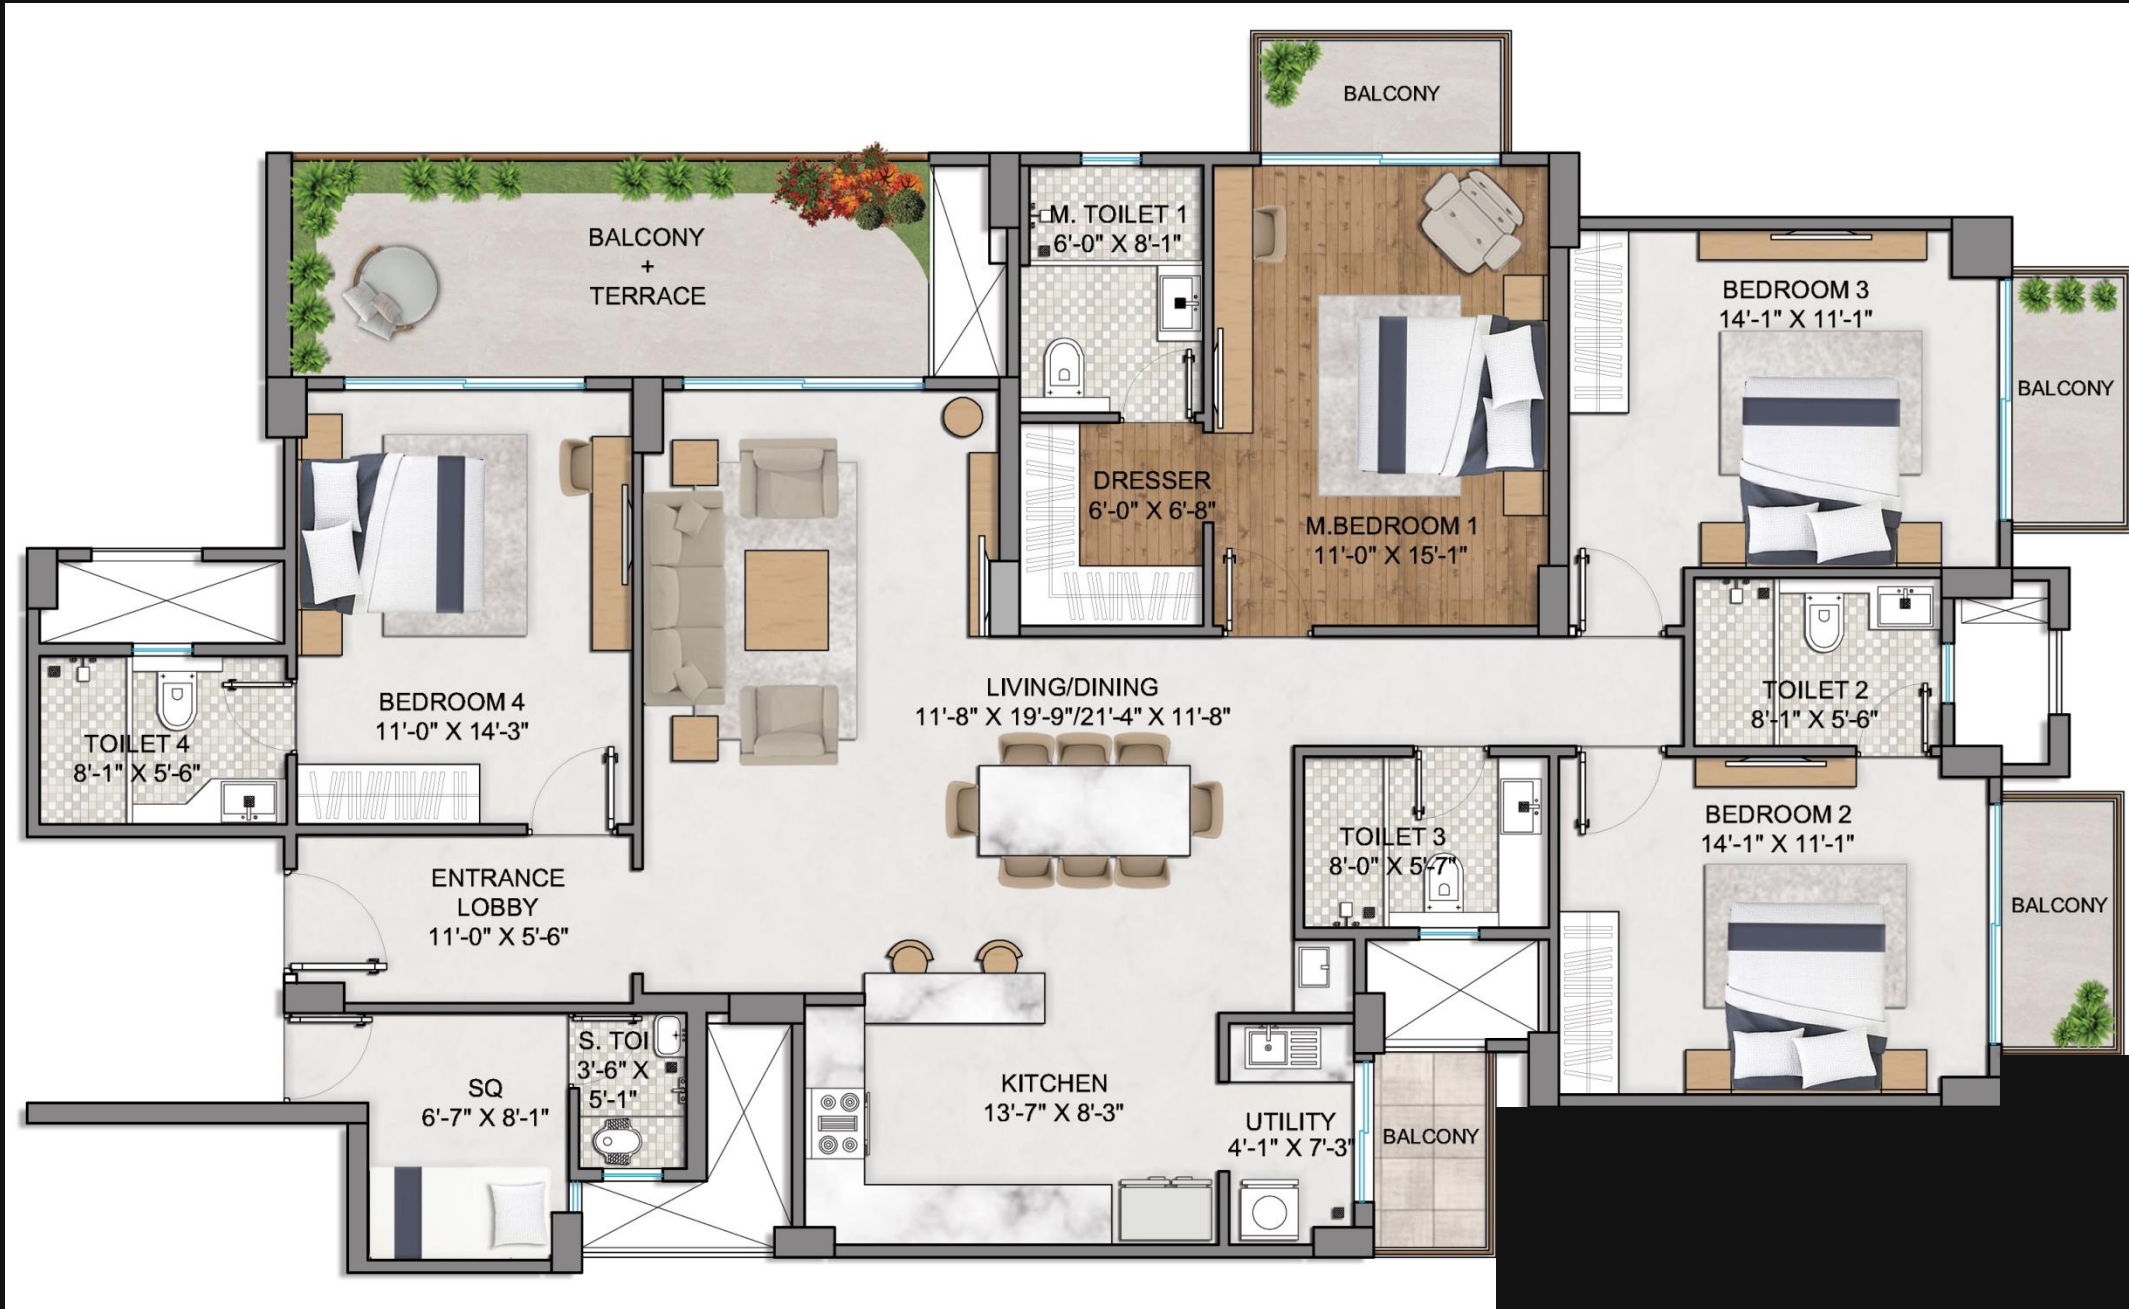 BALCONY
BALCONY
+
TERRACE
M. TOILET 1
6'-0" X 8'-1"
BEDROOM 3
14'-1" X 11'-1"
BALCONY
DRESSER
6'-0" X 6'-8"
M.BEDROOM 1
11'-0" X 15'-1"
BEDROOM 4
11'-0" X 14'-3"
TOILET 4
8'-1" X 5'-6"
LIVING/DINING
11'-8" X 19'-9"/21'-4" X 11'-8"
TOILET 2
8'-1" X 5'-6"
TOILET 3
8'-0" X 5'-7"
BEDROOM 2
14'-1" X 11'-1"
BALCONY
ENTRANCE
LOBBY
11'-0" X 5'-6"
S. TOI
3'-6" X
5'-1"
SQ
6'-7" X 8'-1"
KITCHEN
13'-7" X 8'-3"
UTILITY
4'-1" X 7'-3"
BALCONY